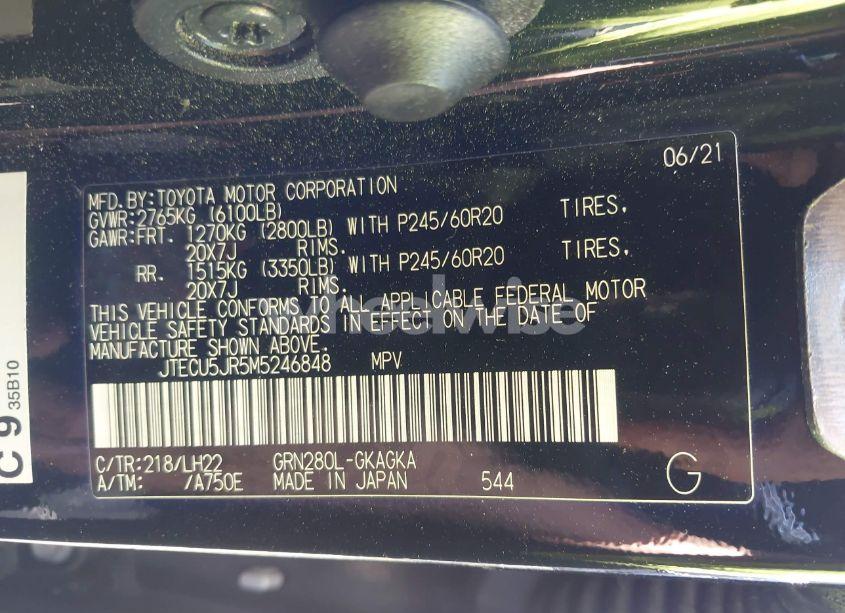 06/21
MFD.BY:TOYOTA MOTOR CORPORATION
GVWR:2765KG (6100LB)
GAWR:FRT. 1270KG (2800LB) WITH P245/60R20 TIRES,
20X7J RIMS.
RR. 1515KG (3350LB) WITH P245/60R20 TIRES,
20X7J RIMS.
THIS VEHICLE CONFORMS TO ALL APPLICABLE FEDERAL MOTOR
VEHICLE SAFETY STANDARDS IN EFFECT ON THE DATE OF
MANUFACTURE SHOWN ABOVE.
JTECU5JR5M5246848 MPV
C/TR:218/LH22 GRN280L-GKAGKA
A/TM: /A750E MADE IN JAPAN 544 G
C 9 35B10
wheelwise